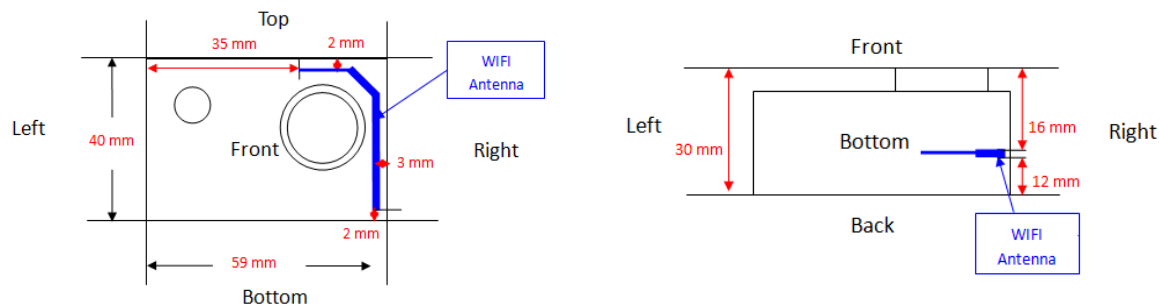 Top
35 mm
2 mm
WIFI
Antenna
Left
40 mm
Front
Right
3 mm
2 mm
59 mm
Bottom
Front
Left
30 mm
Bottom
16 mm
Right
12 mm
Back
WIFI
Antenna